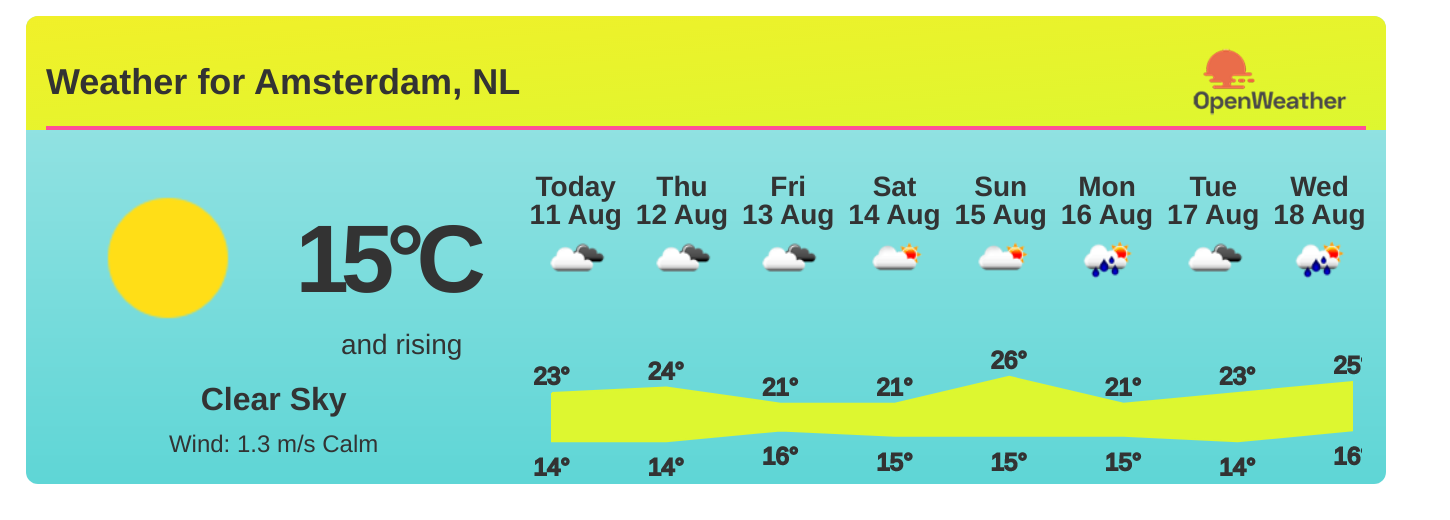 Weather for Amsterdam, NL
OpenWeather
15°C
and rising
Clear Sky
Wind: 1.3 m/s Calm
Today Thu Fri Sat Sun Mon Tue Wed
11 Aug 12 Aug 13 Aug 14 Aug 15 Aug 16 Aug 17 Aug 18 Aug
23° 24° 21° 21° 26° 21° 23° 25°
14° 14° 16° 15° 15° 15° 14° 16